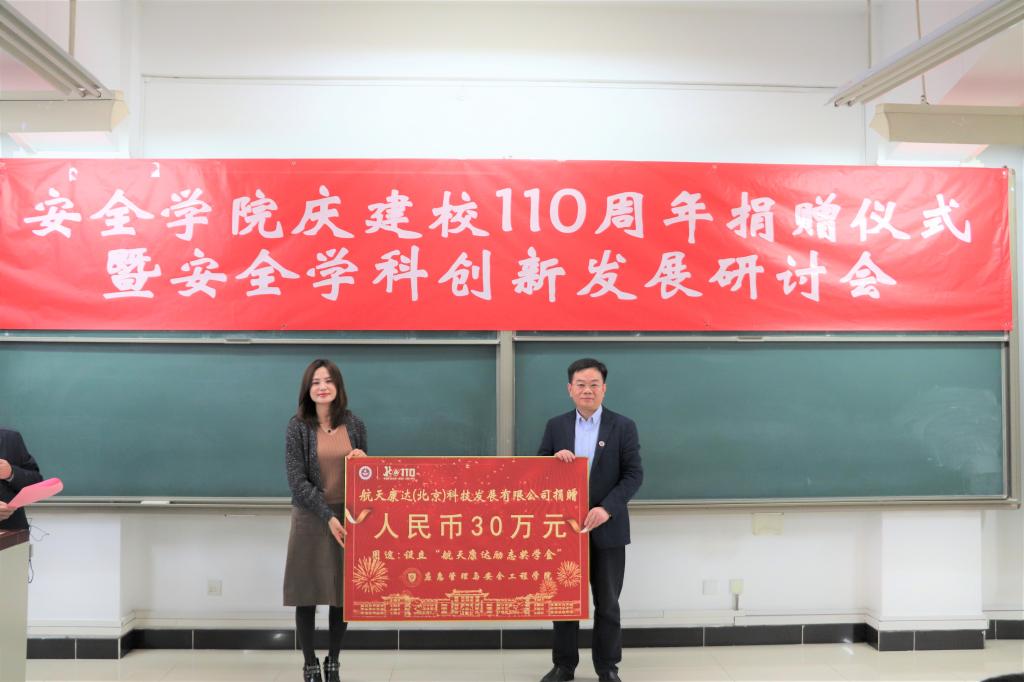 安全学院庆建校110周年捐赠仪式
暨安全学科创新发展研讨会
110
航天康达(北京)科技发展有限公司捐赠
人民币30万元
用途：设立“航天康达励志奖学金”
应急管理与安全工程学院